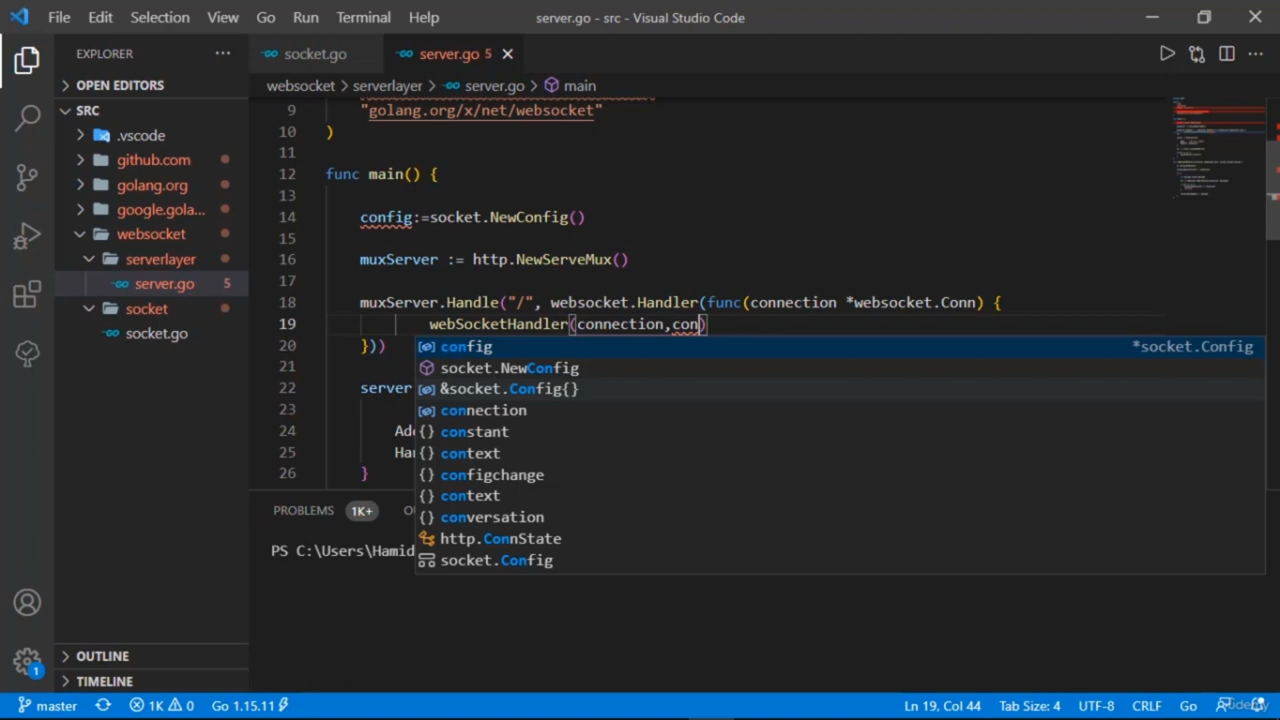 File Edit Selection View Go Run Terminal Help server.go - src - Visual Studio Code
EXPLORER
OPEN EDITORS
SRC
.vscode
github.com
golang.org
google.gola...
websocket
serverlayer
server.go 5
socket
socket.go
OUTLINE
TIMELINE
socket.go server.go 5
websocket serverlayer server.go main
9 "golang.org/x/net/websocket"
10 )
11
12 func main() {
13
14 config:=socket.NewConfig()
15
16 muxServer := http.NewServeMux()
17
18 muxServer.Handle("/", websocket.Handler(func(connection *websocket.Conn) {
19 webSocketHandler(connection,con)
20 }))
21
22 server
23
24 Add
25 Han
26 }
config *socket.Config
socket.NewConfig
&socket.Config{}
connection
constant
context
configchange
context
conversation
http.ConnState
socket.Config
PROBLEMS 1K+ OU
PS C:\Users\Hamid
1
master 1K 0 Go 1.15.11 Ln 19, Col 44 Tab Size: 4 UTF-8 CRLF Go